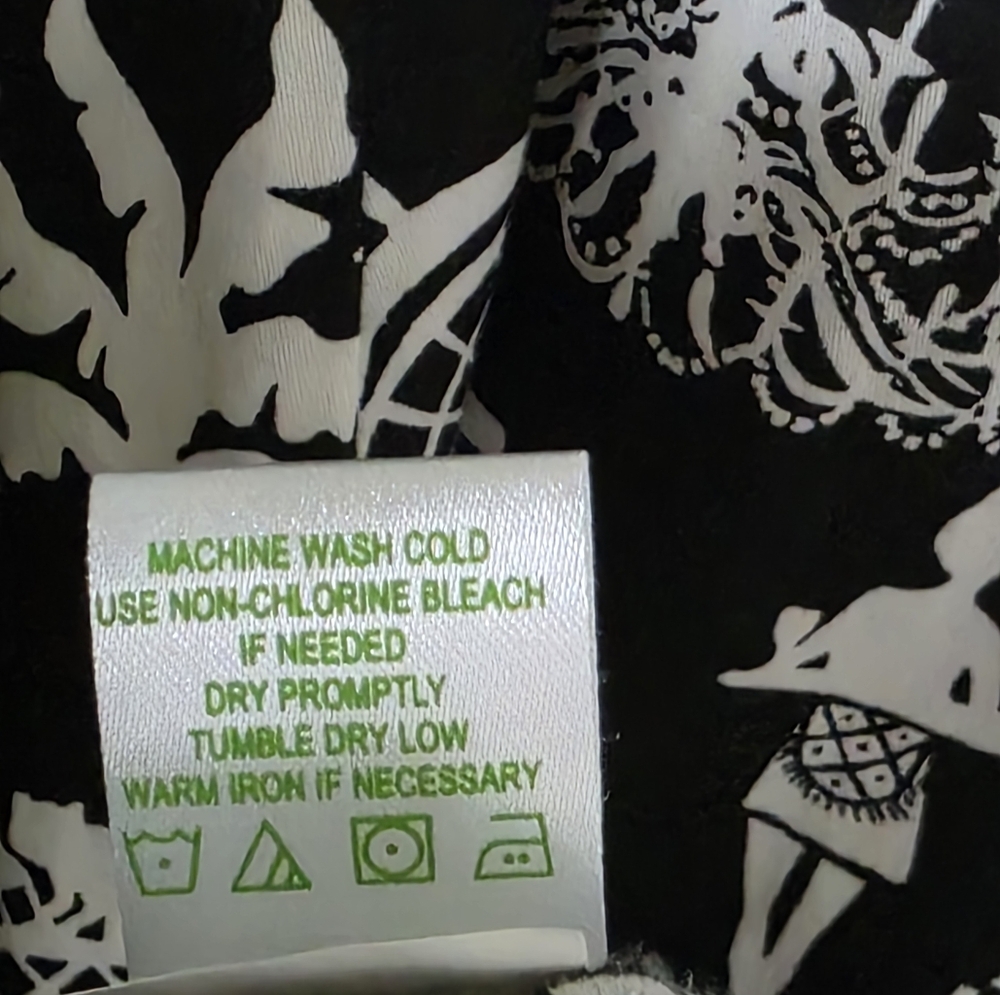 MACHINE WASH COLD
USE NON-CHLORINE BLEACH
IF NEEDED
DRY PROMPTLY
TUMBLE DRY LOW
WARM IRON IF NECESSARY